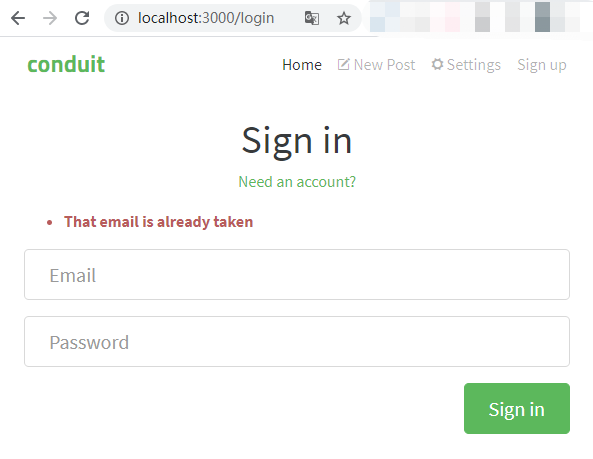 localhost:3000/login
conduit
Home New Post Settings Sign up
Sign in
Need an account?
That email is already taken
Email
Password
Sign in